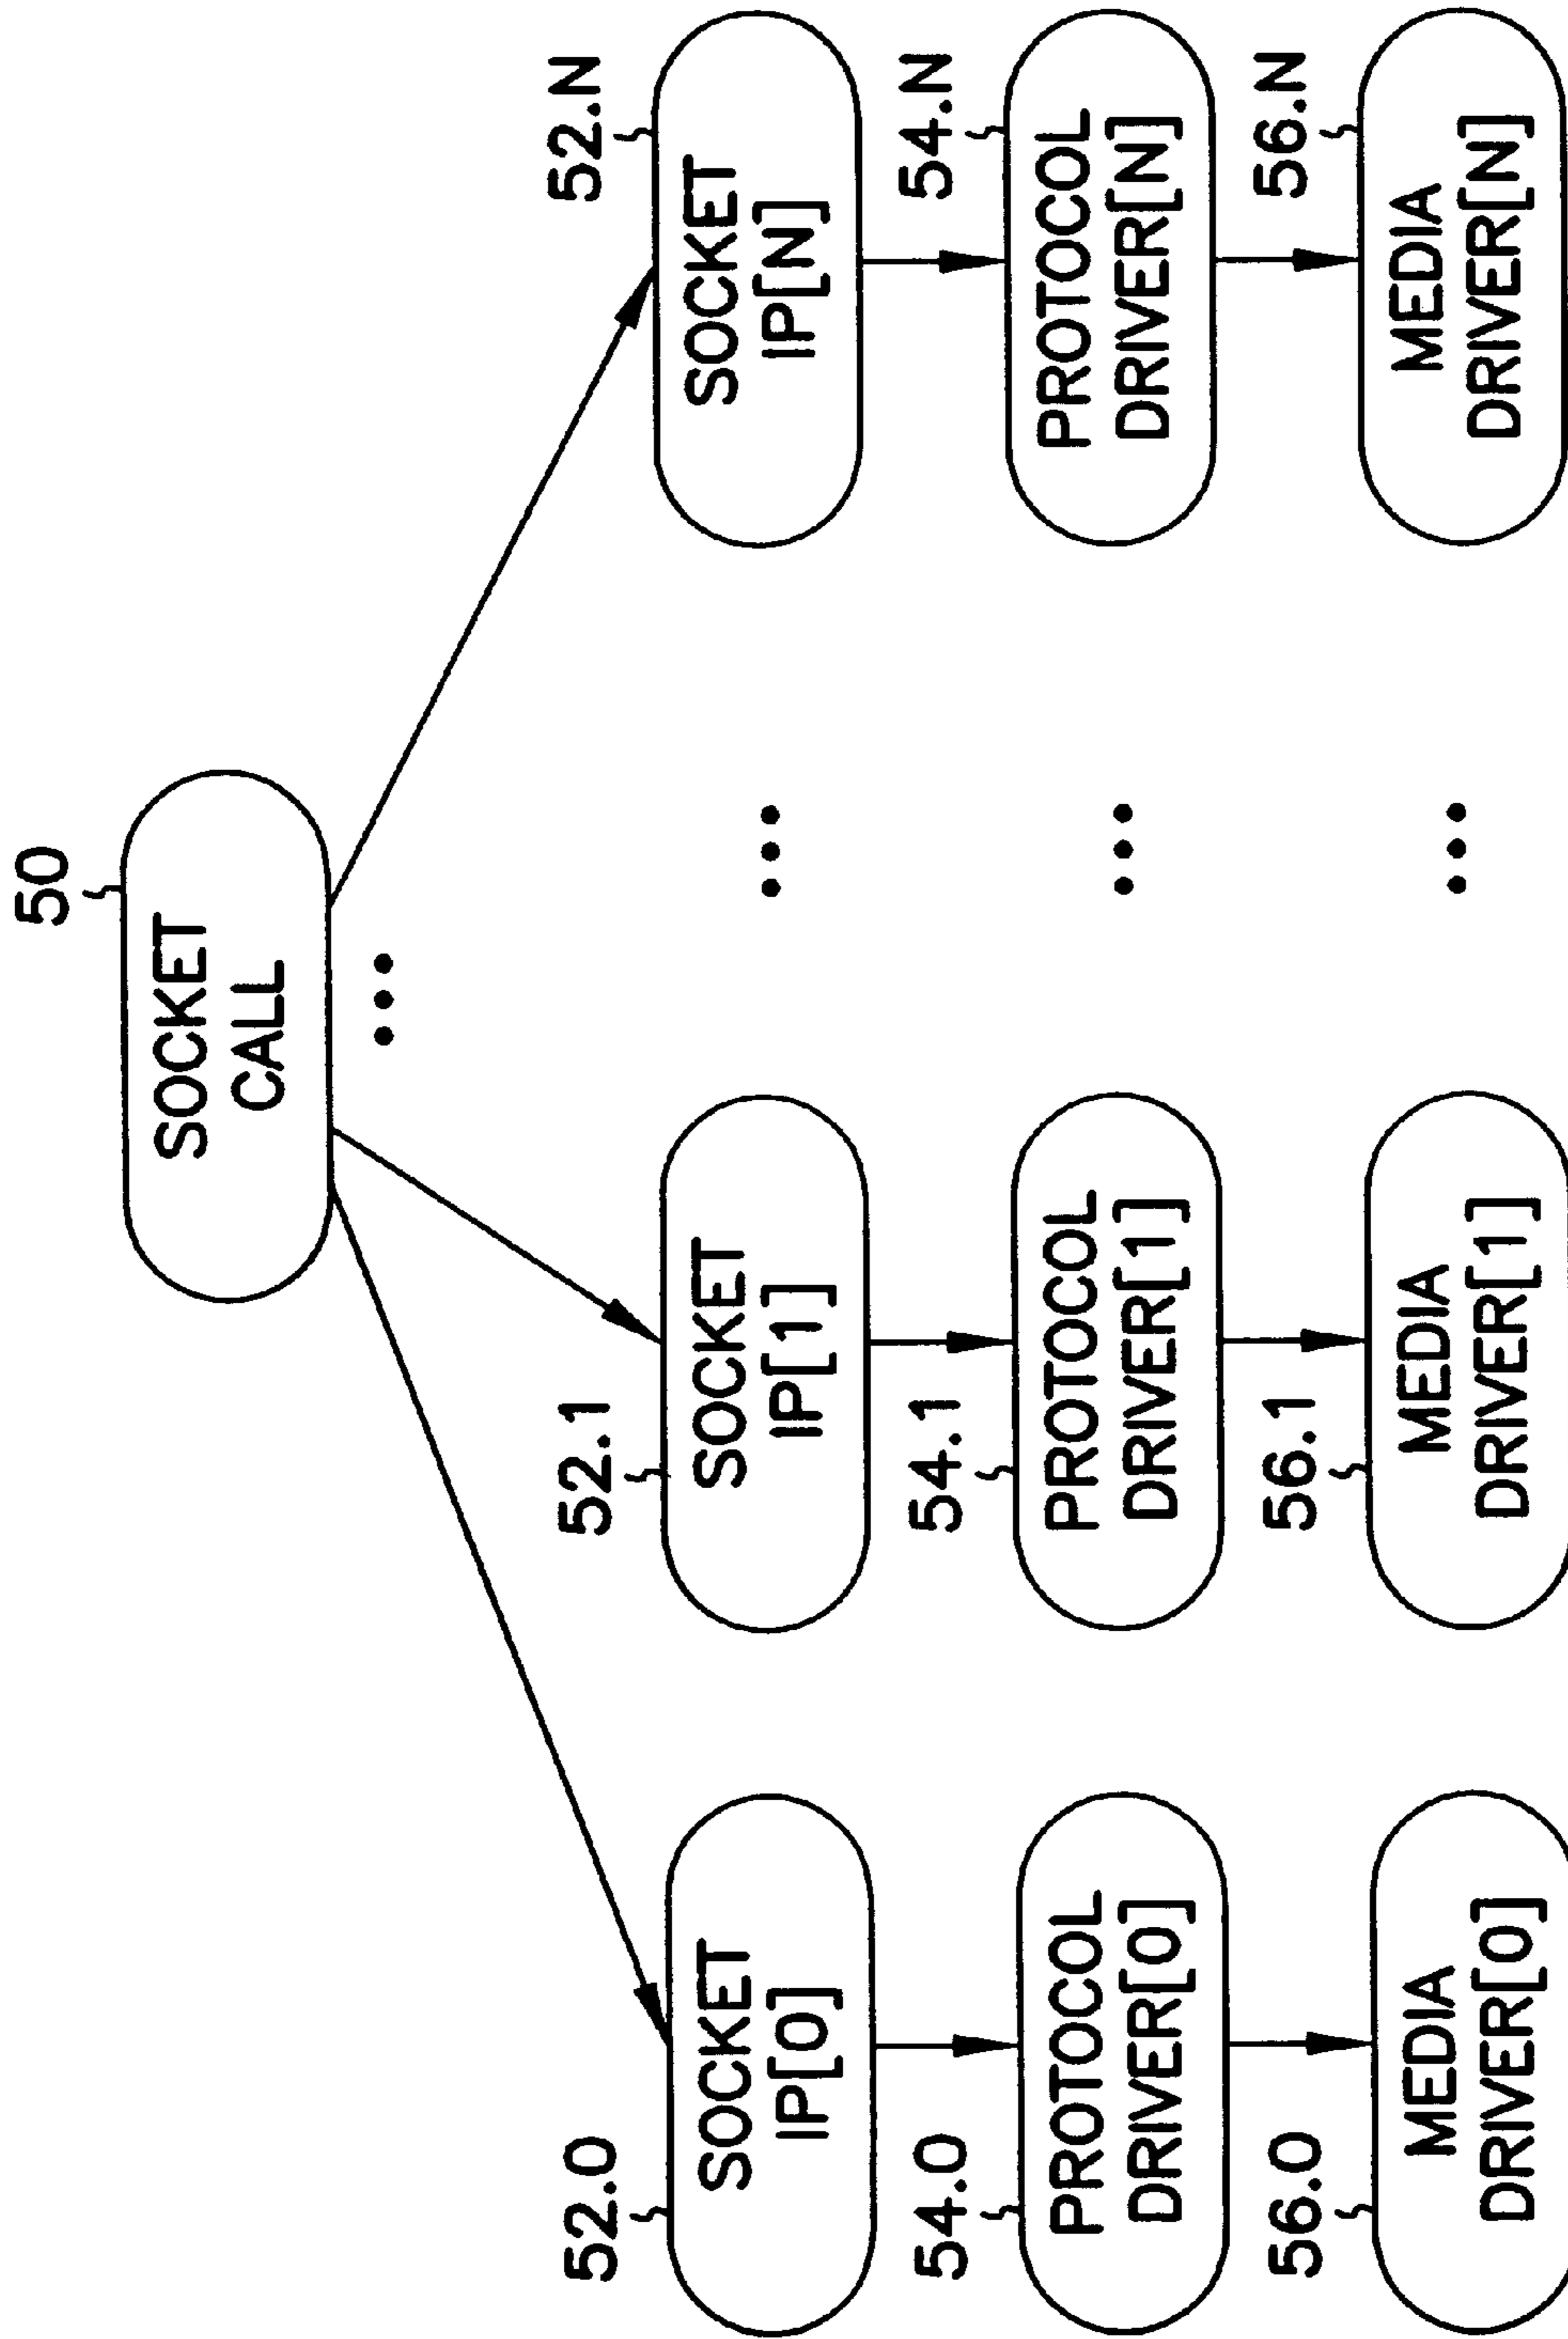 50
SOCKET
CALL
52.0
SOCKET
IP[0]
52.1
SOCKET
IP[1]
52.N
SOCKET
IP[N]
54.0
PROTOCOL
DRIVER[0]
54.1
PROTOCOL
DRIVER[1]
54.N
PROTOCOL
DRIVER[N]
56.0
MEDIA
DRIVER[0]
56.1
MEDIA
DRIVER[1]
56.N
MEDIA
DRIVER[N]